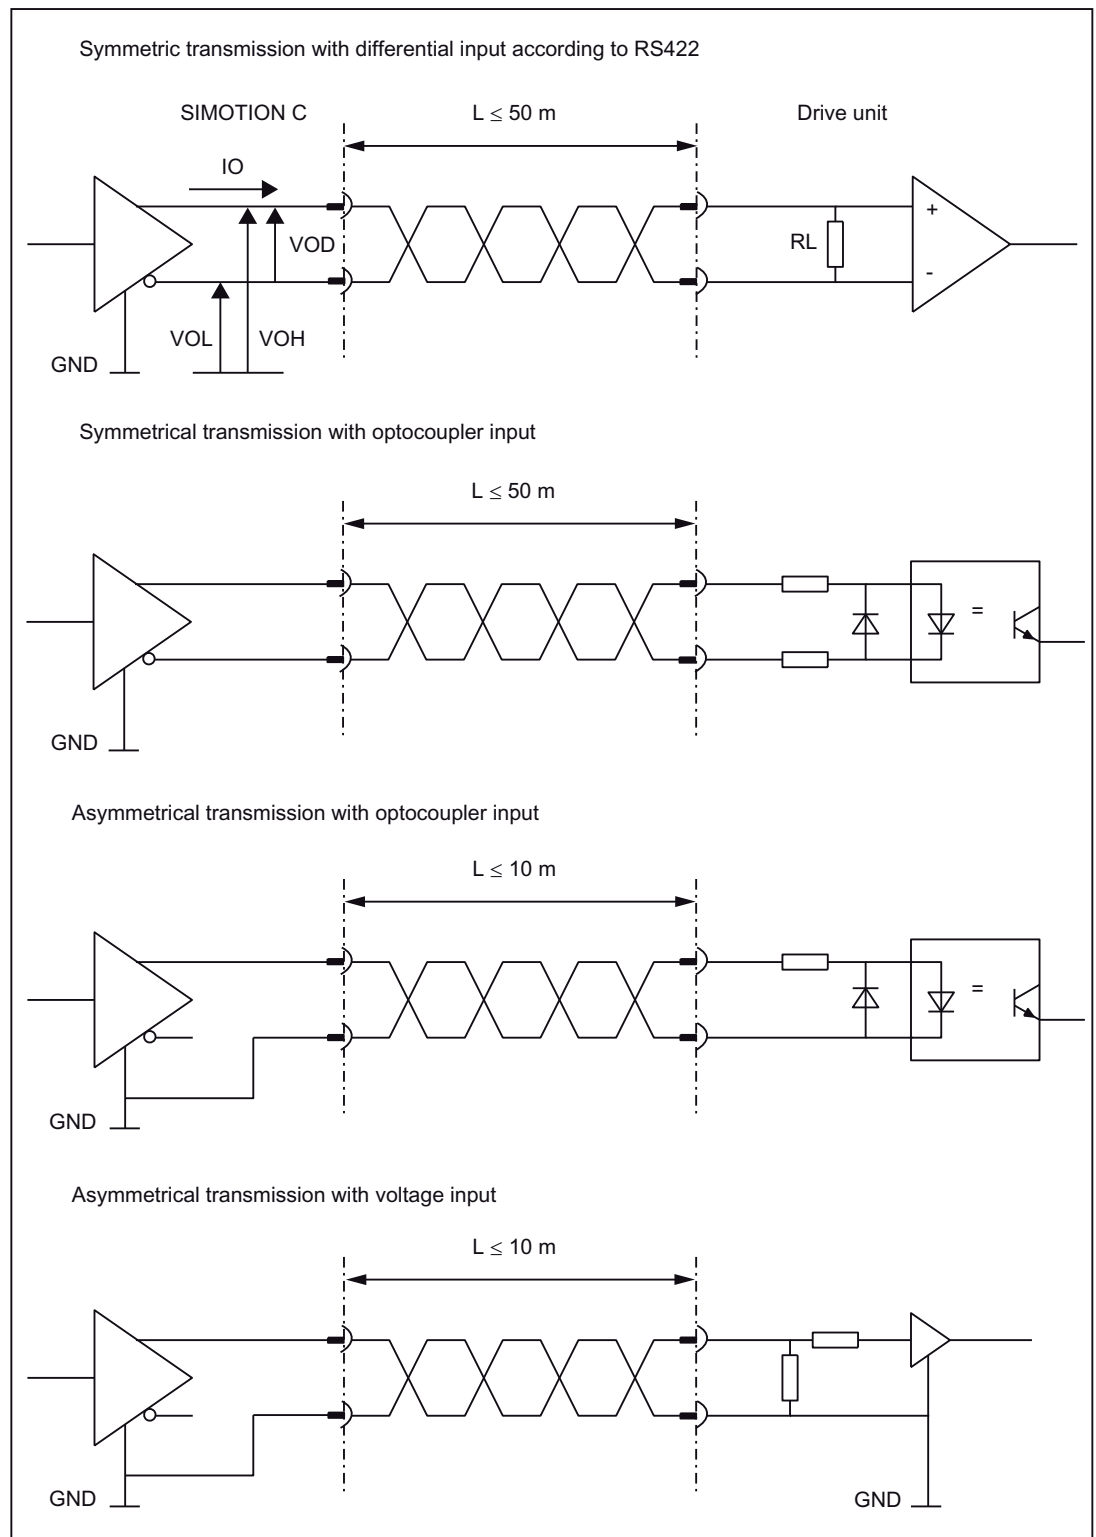 Symmetric transmission with differential input according to RS422
SIMOTION C
L ≤ 50 m
Drive unit
IO
VOD
RL
+
-
VOL
VOH
GND
Symmetrical transmission with optocoupler input
L ≤ 50 m
=
GND
Asymmetrical transmission with optocoupler input
L ≤ 10 m
=
GND
Asymmetrical transmission with voltage input
L ≤ 10 m
GND
GND